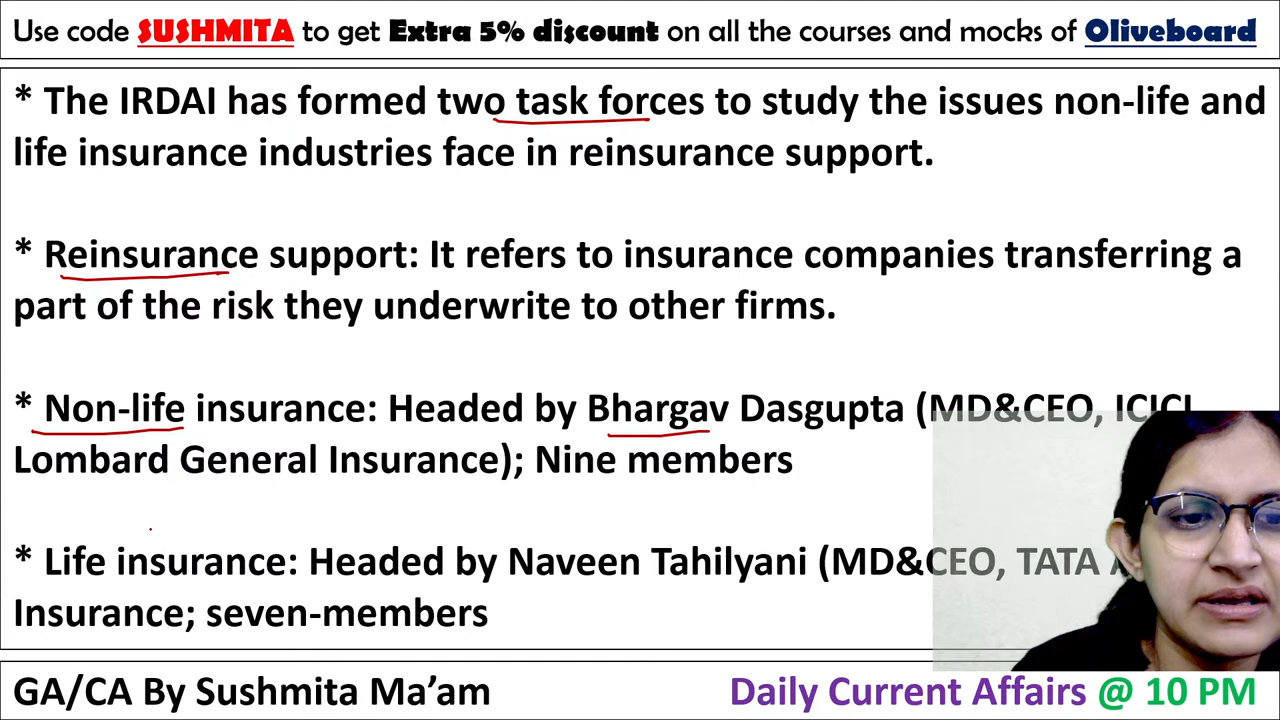 Use code SUSHMITA to get Extra 5% discount on all the courses and mocks of Oliveboard
* The IRDAI has formed two task forces to study the issues non-life and
life insurance industries face in reinsurance support.
* Reinsurance support: It refers to insurance companies transferring a
part of the risk they underwrite to other firms.
* Non-life insurance: Headed by Bhargav Dasgupta (MD&CEO, ICICI
Lombard General Insurance); Nine members
* Life insurance: Headed by Naveen Tahilyani (MD&CEO, TATA
Insurance; seven-members
GA/CA By Sushmita Ma’am
Daily Current Affairs @ 10 PM